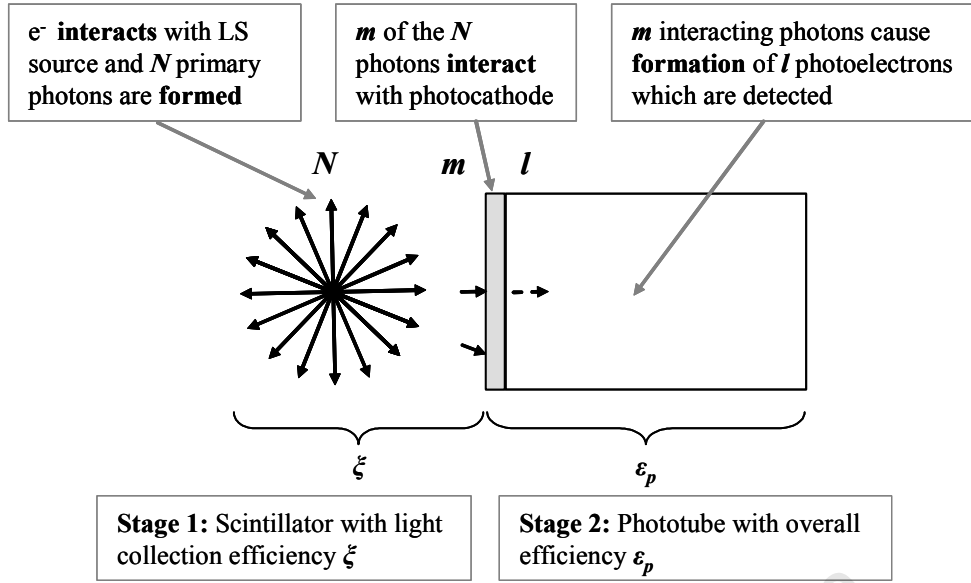 e- interacts with LS
source and N primary
photons are formed
m of the N
photons interact
with photocathode
m interacting photons cause
formation of l photoelectrons
which are detected
N
m
l
ξ
εp
Stage 1: Scintillator with light
collection efficiency ξ
Stage 2: Phototube with overall
efficiency εp